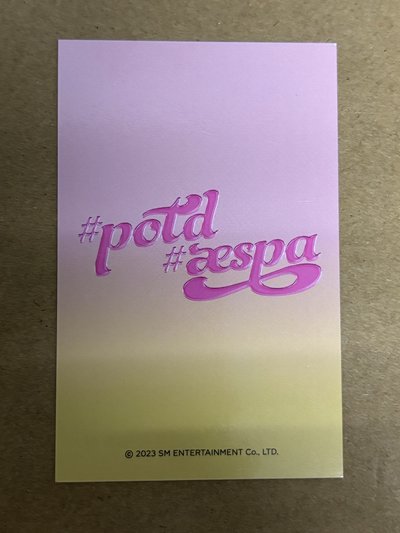 #potd
#æspa
© 2023 SM ENTERTAINMENT Co., LTD.